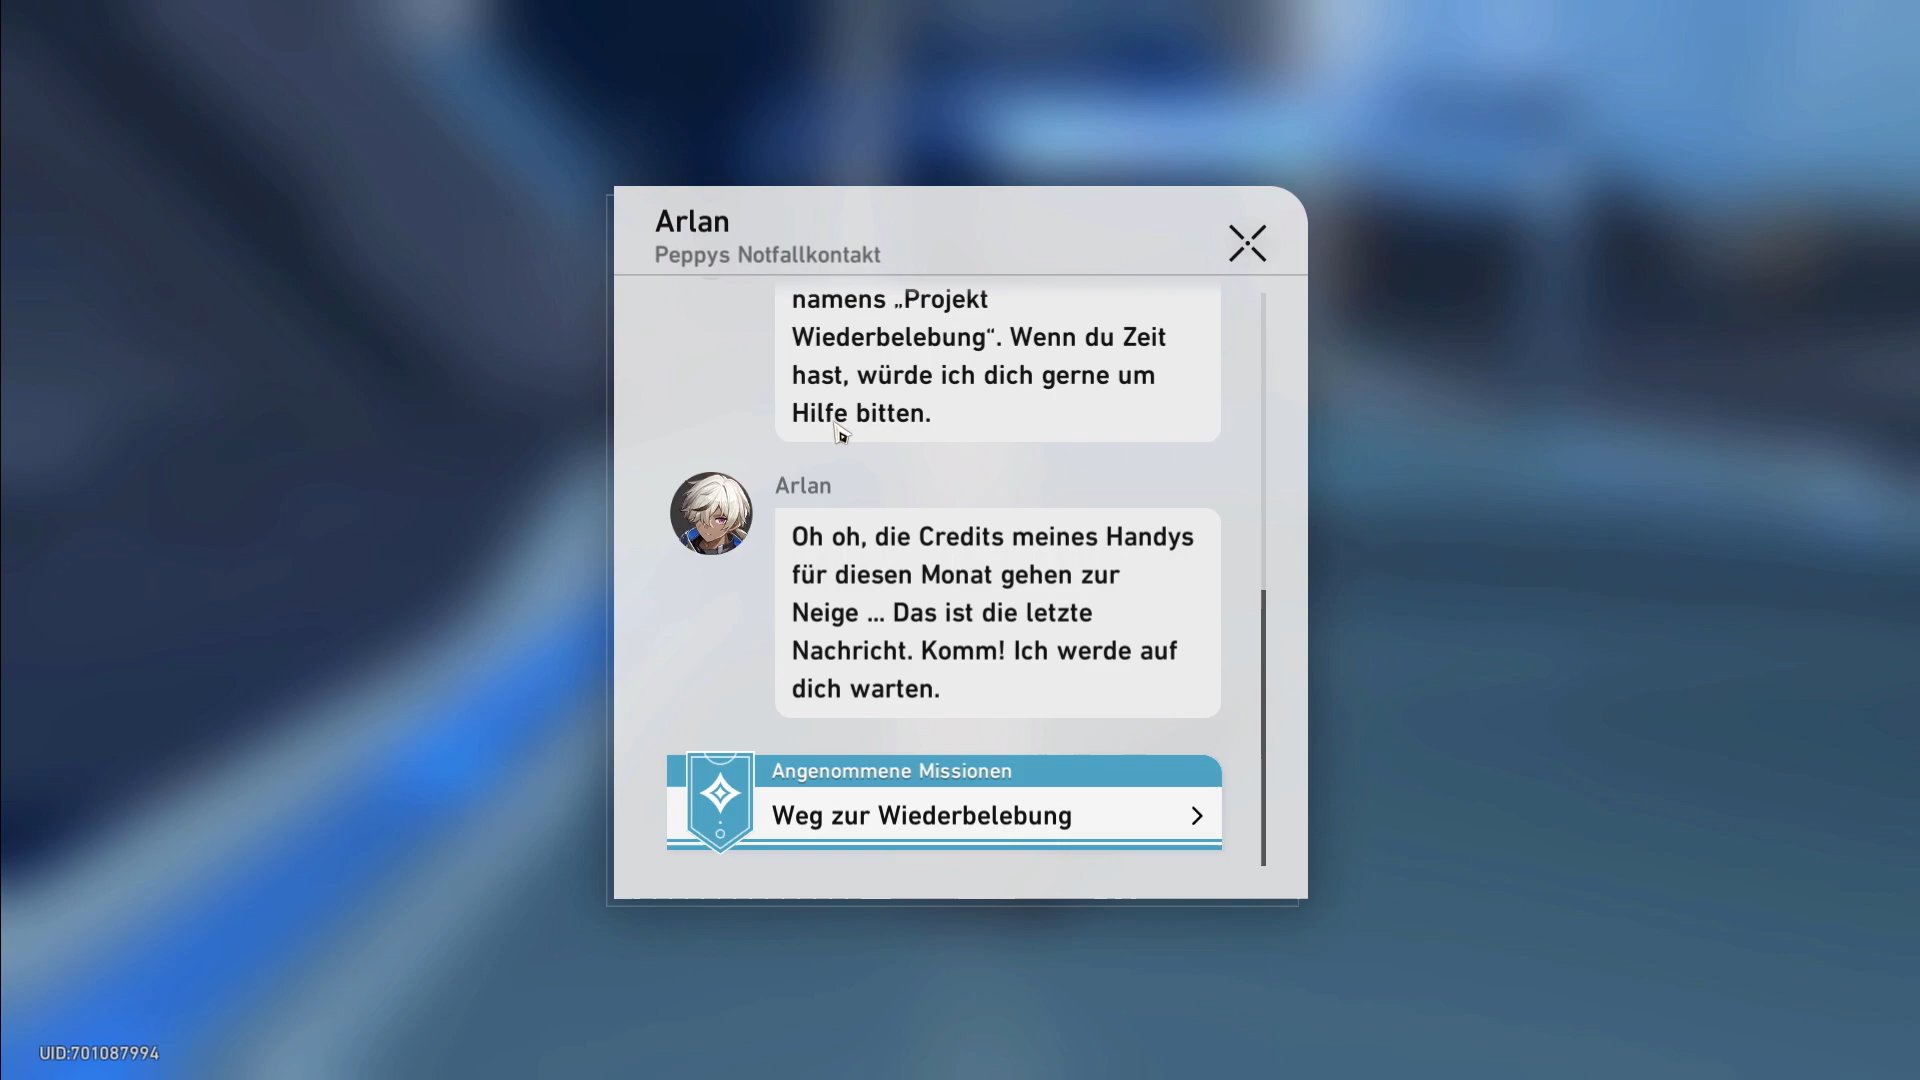 Arlan
Peppys Notfallkontakt
namens „Projekt
Wiederbelebung“. Wenn du Zeit
hast, würde ich dich gerne um
Hilfe bitten.
Arlan
Oh oh, die Credits meines Handys
für diesen Monat gehen zur
Neige ... Das ist die letzte
Nachricht. Komm! Ich werde auf
dich warten.
Angenommene Missionen
Weg zur Wiederbelebung
UID:701087994